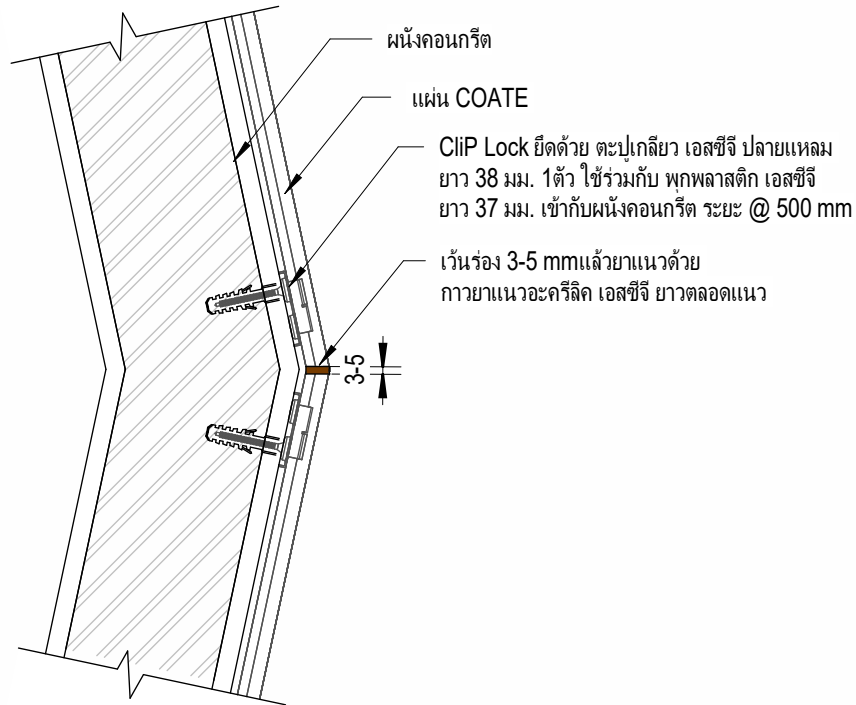 ผนังคอนกรีต
แผ่น COATE
CliP Lock ยึดด้วย ตะปูเกลียว เอสซีจี ปลายแหลม
ยาว 38 มม. 1ตัว ใช้ร่วมกับ พุกพลาสติก เอสซีจี
ยาว 37 มม. เข้ากับผนังคอนกรีต ระยะ @ 500 mm
เว้นร่อง 3-5 mmแล้วยาแนวด้วย
กาวยาแนวอะครีลิค เอสซีจี ยาวตลอดแนว
3-5